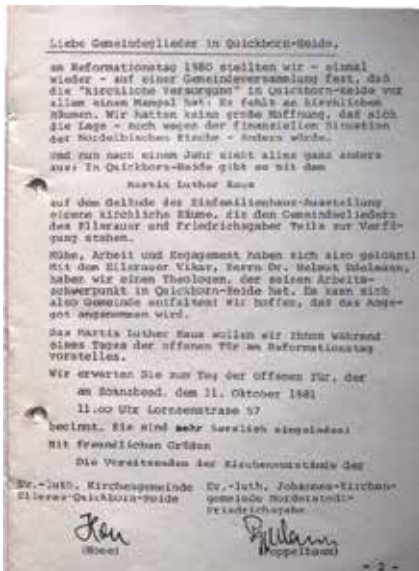 Liebe Gemeindeglieder in Quickborn-Heide,
am Reformationstag 1980 stellten wir - einmal
wieder - auf einer Gemeindeversammlung fest, daß
die "kirchliche Versorgung" in Quickborn-Heide vor
allem einen Mangel hat: Es fehlt an kirchlichen
Räumen. Wir hatten keine große Hoffnung, daß sich
die Lage - auch wegen der finanziellen Situation
der Nordelbischen Kirche - ändern würde.
Und nun nach einem Jahr sieht alles ganz anders
aus: In Quickborn-Heide gibt es mit dem
Martin Luther Haus
auf dem Gelände der Einfamilienhaus-Ausstellung
eigene kirchliche Räume, die den Gemeindegliedern
des Ellerauer und Friedrichsgaber Teils zur Verfü-
gung stehen.
Mühe, Arbeit und Engagement haben sich also gelohnt!
Mit dem Ellerauer Vikar, Herrn Dr. Helmut Edelmann,
haben wir einen Theologen, der seinen Arbeits-
schwerpunkt in Quickborn-Heide hat. Da kann sich
also Gemeinde entfalten! Wir hoffen, daß das Ange-
bot angenommen wird.
Das Martin Luther Haus wollen wir Ihnen während
eines Tages der offenen Tür am Reformationstag
vorstellen.
Wir erwarten Sie zum Tag der offenen Tür, der
am Sonnabend, dem 31. Oktober 1981
11.00 Uhr Lornsenstraße 57
beginnt. Sie sind sehr herzlich eingeladen!
Mit freundlichen Grüßen
Die Vorsitzenden der Kirchenvorstände der
Ev.-luth. Kirchengemeinde Ev.-luth. Johannes-Kirchen-
Ellerau-Quickborn-Heide gemeinde Norderstedt-
Friedrichsgabe
(Poppelbaum)
- 2 -